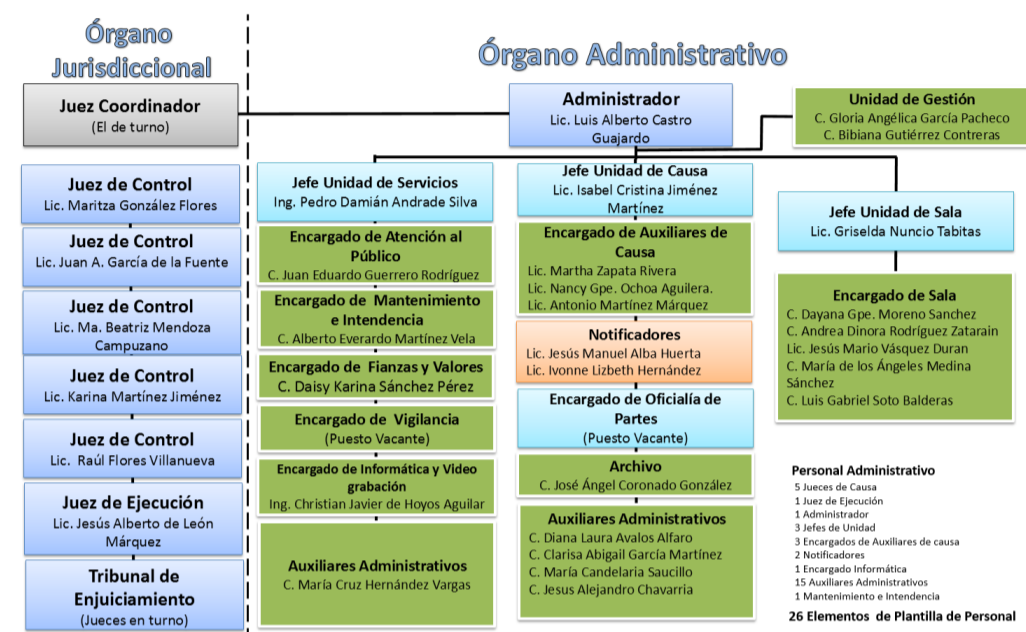 Órgano
Jurisdiccional
Órgano Administrativo
Juez Coordinador
(El de turno)
Administrador
Lic. Luis Alberto Castro
Guajardo
Unidad de Gestión
C. Gloria Angélica García Pacheco
C. Bibiana Gutiérrez Contreras
Juez de Control
Lic. Maritza González Flores
Juez de Control
Lic. Juan A. García de la Fuente
Juez de Control
Lic. Ma. Beatriz Mendoza
Campuzano
Juez de Control
Lic. Karina Martínez Jiménez
Juez de Control
Lic. Raúl Flores Villanueva
Juez de Ejecución
Lic. Jesús Alberto de León
Márquez
Tribunal de
Enjuiciamiento
(Jueces en turno)
Jefe Unidad de Servicios
Ing. Pedro Damián Andrade Silva
Encargado de Atención al
Público
C. Juan Eduardo Guerrero Rodríguez
Encargado de Mantenimiento
e Intendencia
C. Alberto Everardo Martínez Vela
Encargado de Fianzas y Valores
C. Daisy Karina Sánchez Pérez
Encargado de Vigilancia
(Puesto Vacante)
Encargado de Informática y Video
grabación
Ing. Christian Javier de Hoyos Aguilar
Auxiliares Administrativos
C. María Cruz Hernández Vargas
Jefe Unidad de Causa
Lic. Isabel Cristina Jiménez
Martínez
Encargado de Auxiliares de
Causa
Lic. Martha Zapata Rivera
Lic. Nancy Gpe. Ochoa Aguilera.
Lic. Antonio Martínez Márquez
Notificadores
Lic. Jesús Manuel Alba Huerta
Lic. Ivonne Lizbeth Hernández
Encargado de Oficialía de
Partes
(Puesto Vacante)
Archivo
C. José Ángel Coronado González
Auxiliares Administrativos
C. Diana Laura Avalos Alfaro
C. Clarisa Abigail García Martínez
C. María Candelaria Saucillo
C. Jesus Alejandro Chavarria
Jefe Unidad de Sala
Lic. Griselda Nuncio Tabitas
Encargado de Sala
C. Dayana Gpe. Moreno Sanchez
C. Andrea Dinora Rodríguez Zatarain
Lic. Jesús Mario Vásquez Duran
C. María de los Ángeles Medina
Sánchez
C. Luis Gabriel Soto Balderas
Personal Administrativo
5 Jueces de Causa
1 Juez de Ejecución
1 Administrador
3 Jefes de Unidad
3 Encargados de Auxiliares de causa
2 Notificadores
1 Encargado Informática
15 Auxiliares Administrativos
1 Mantenimiento e Intendencia
26 Elementos de Plantilla de Personal